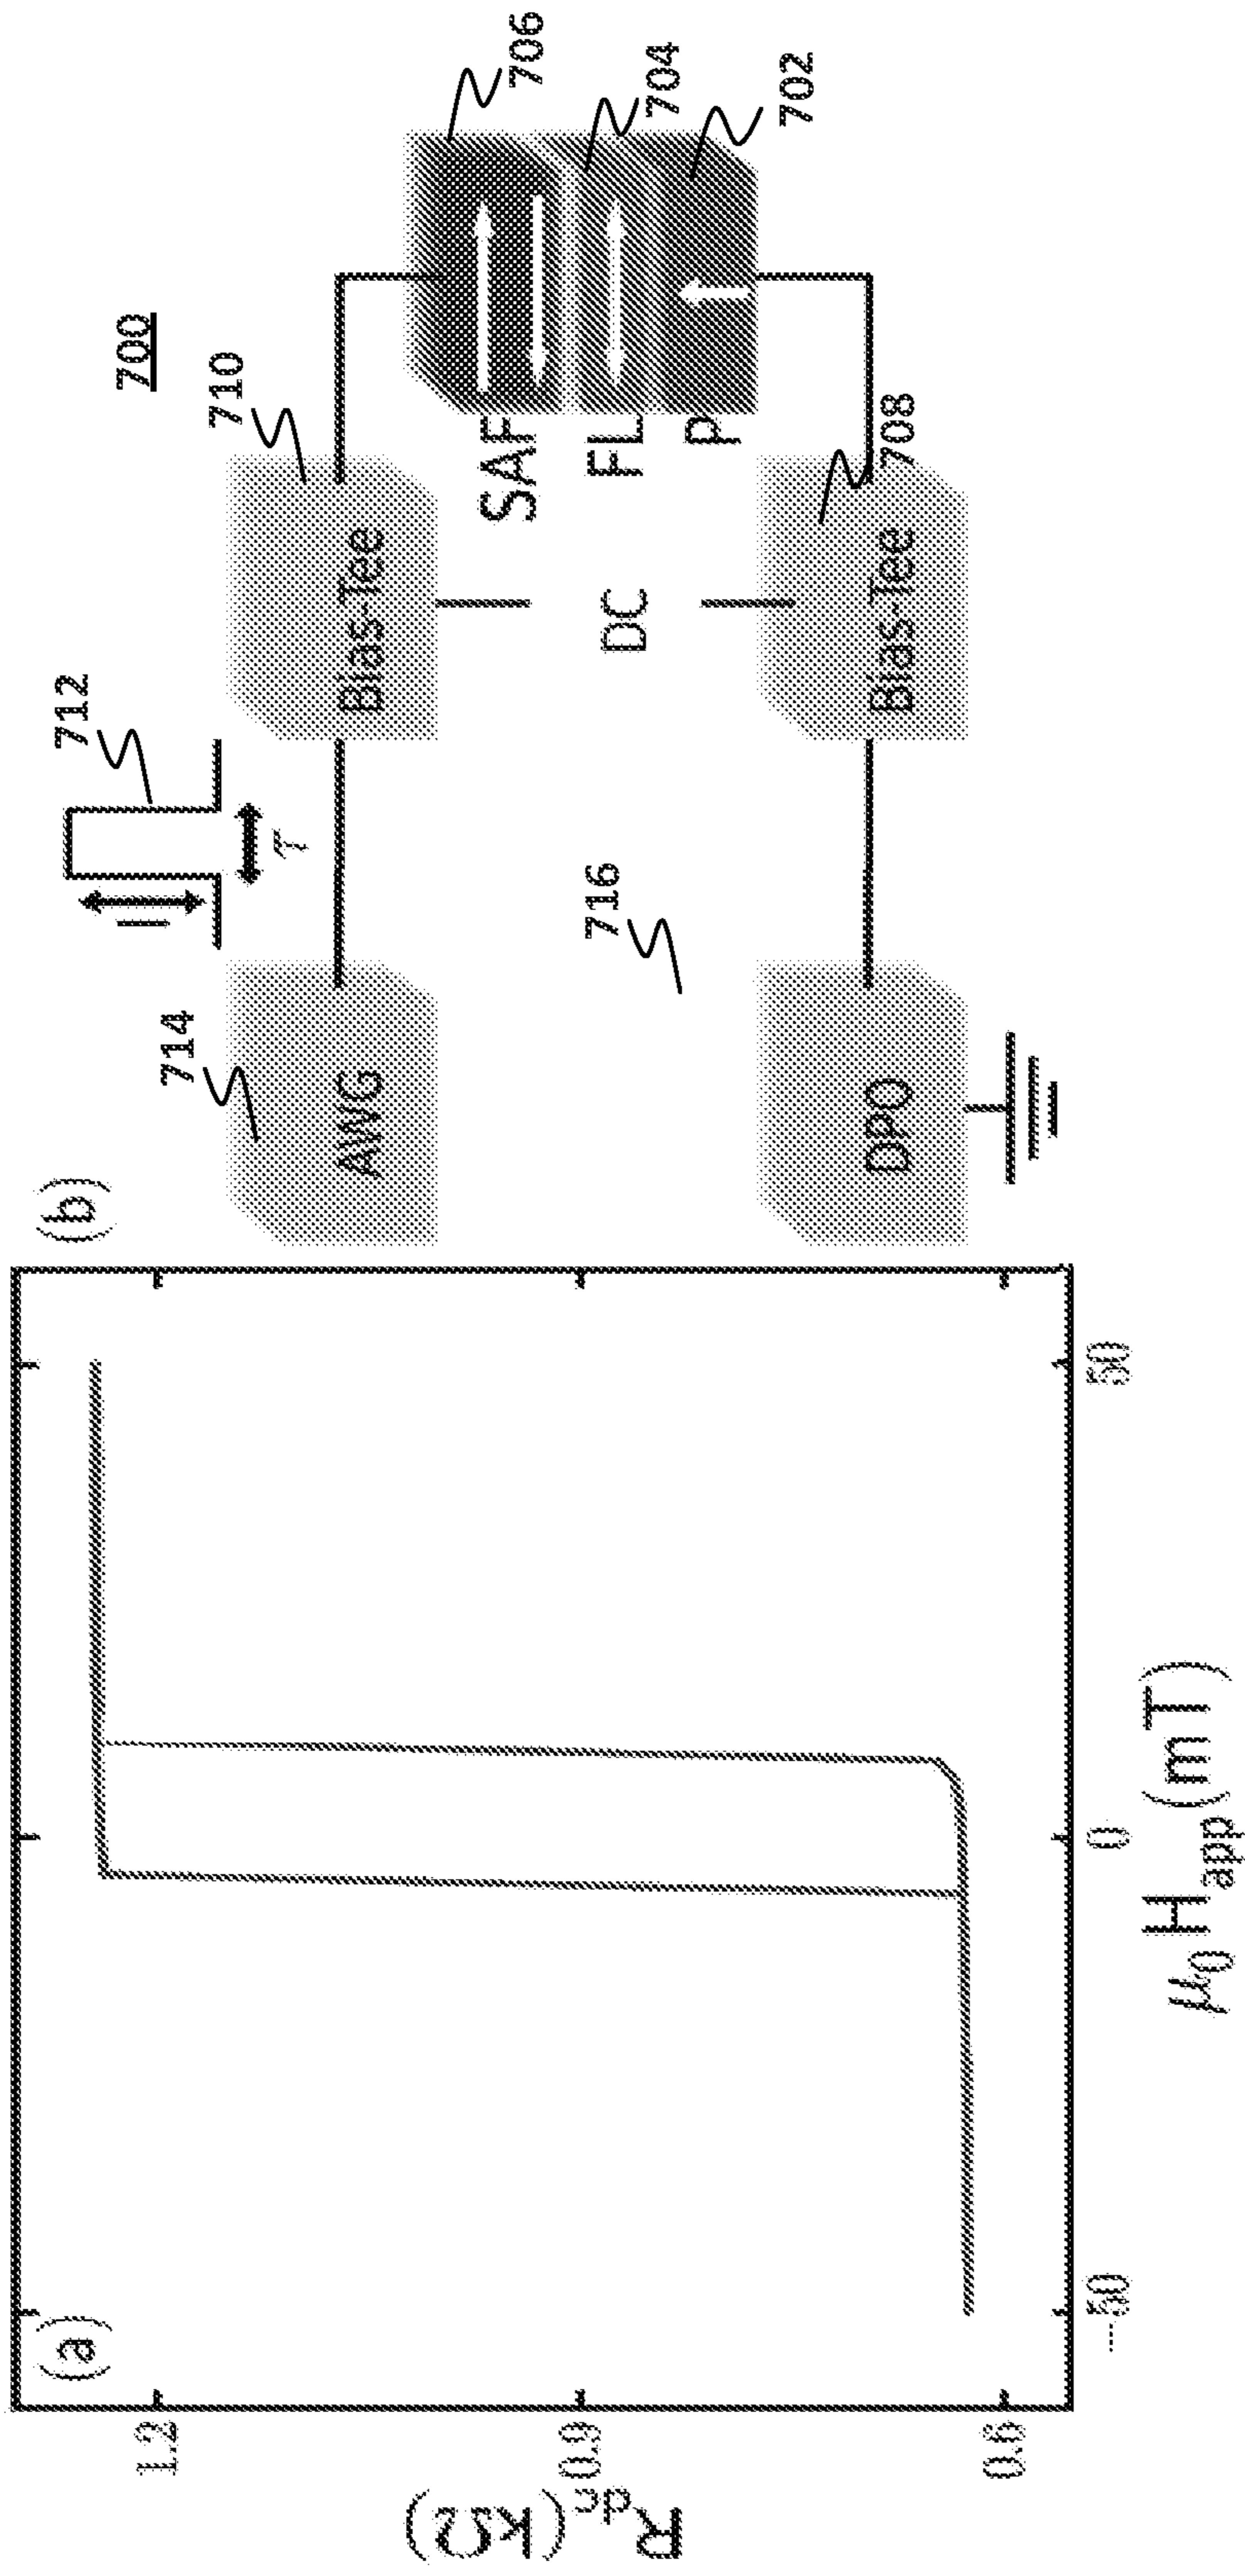 (a)
1.2
0.9
0.6
R_dc (kΩ)
-50
0
50
μ₀ H_app (mT)
(b)
700
712
I
τ
714
AWG
710
Bias-Tee
706
SAF
704
FL
702
P
DC
716
DPO
708
Bias-Tee